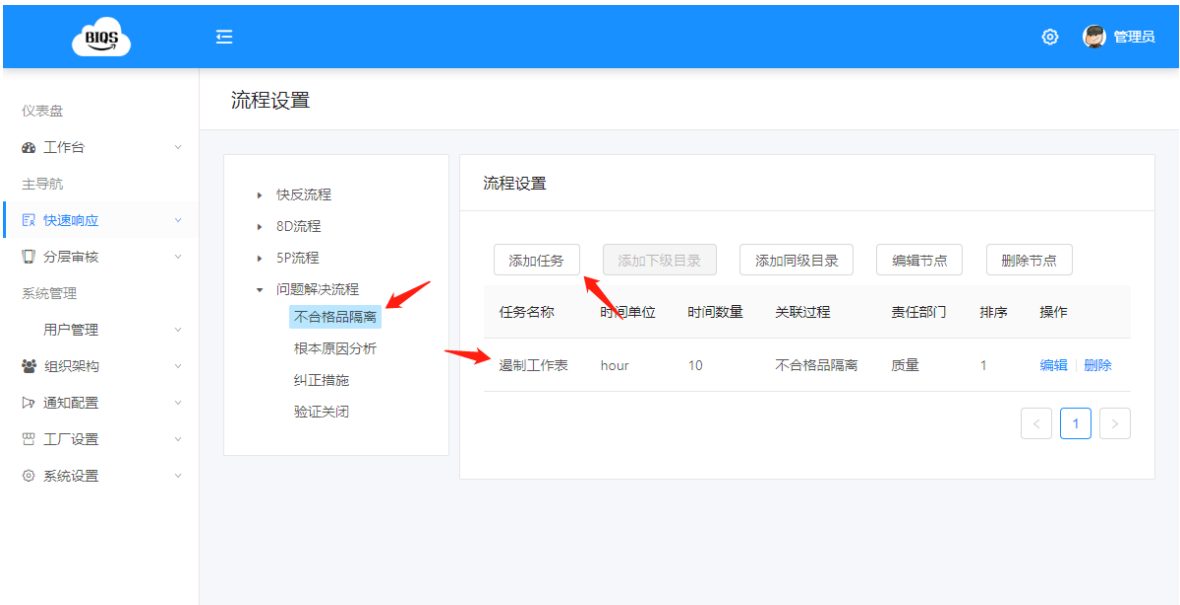 BIQS
管理员
流程设置
仪表盘
工作台
主导航
快速响应
分层审核
系统管理
用户管理
组织架构
通知配置
工厂设置
系统设置
快反流程
8D流程
5P流程
问题解决流程
不合格品隔离
根本原因分析
纠正措施
验证关闭
流程设置
添加任务 添加下级目录 添加同级目录 编辑节点 删除节点
任务名称 时间单位 时间数量 关联过程 责任部门 排序 操作
遏制工作表 hour 10 不合格品隔离 质量 1 编辑 删除
< 1 >